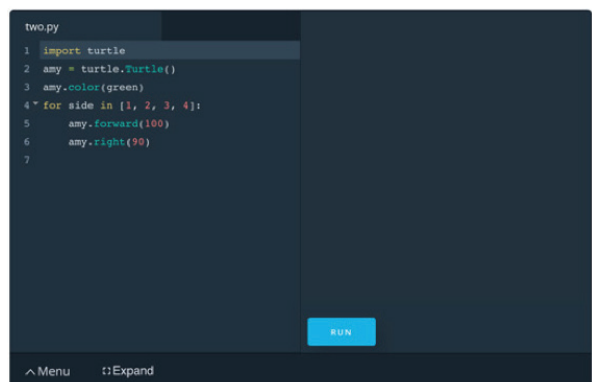 two.py
1 import turtle
2 amy = turtle.Turtle()
3 amy.color(green)
4 for side in [1, 2, 3, 4]:
5     amy.forward(100)
6     amy.right(90)
7
RUN
Menu Expand